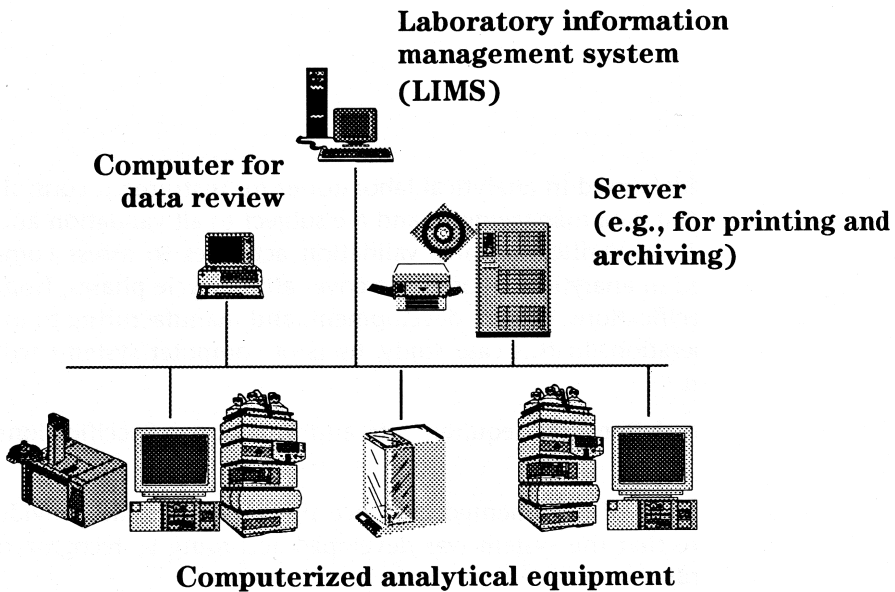 Laboratory information
management system
(LIMS)
Computer for
data review
Server
(e.g., for printing and
archiving)
Computerized analytical equipment